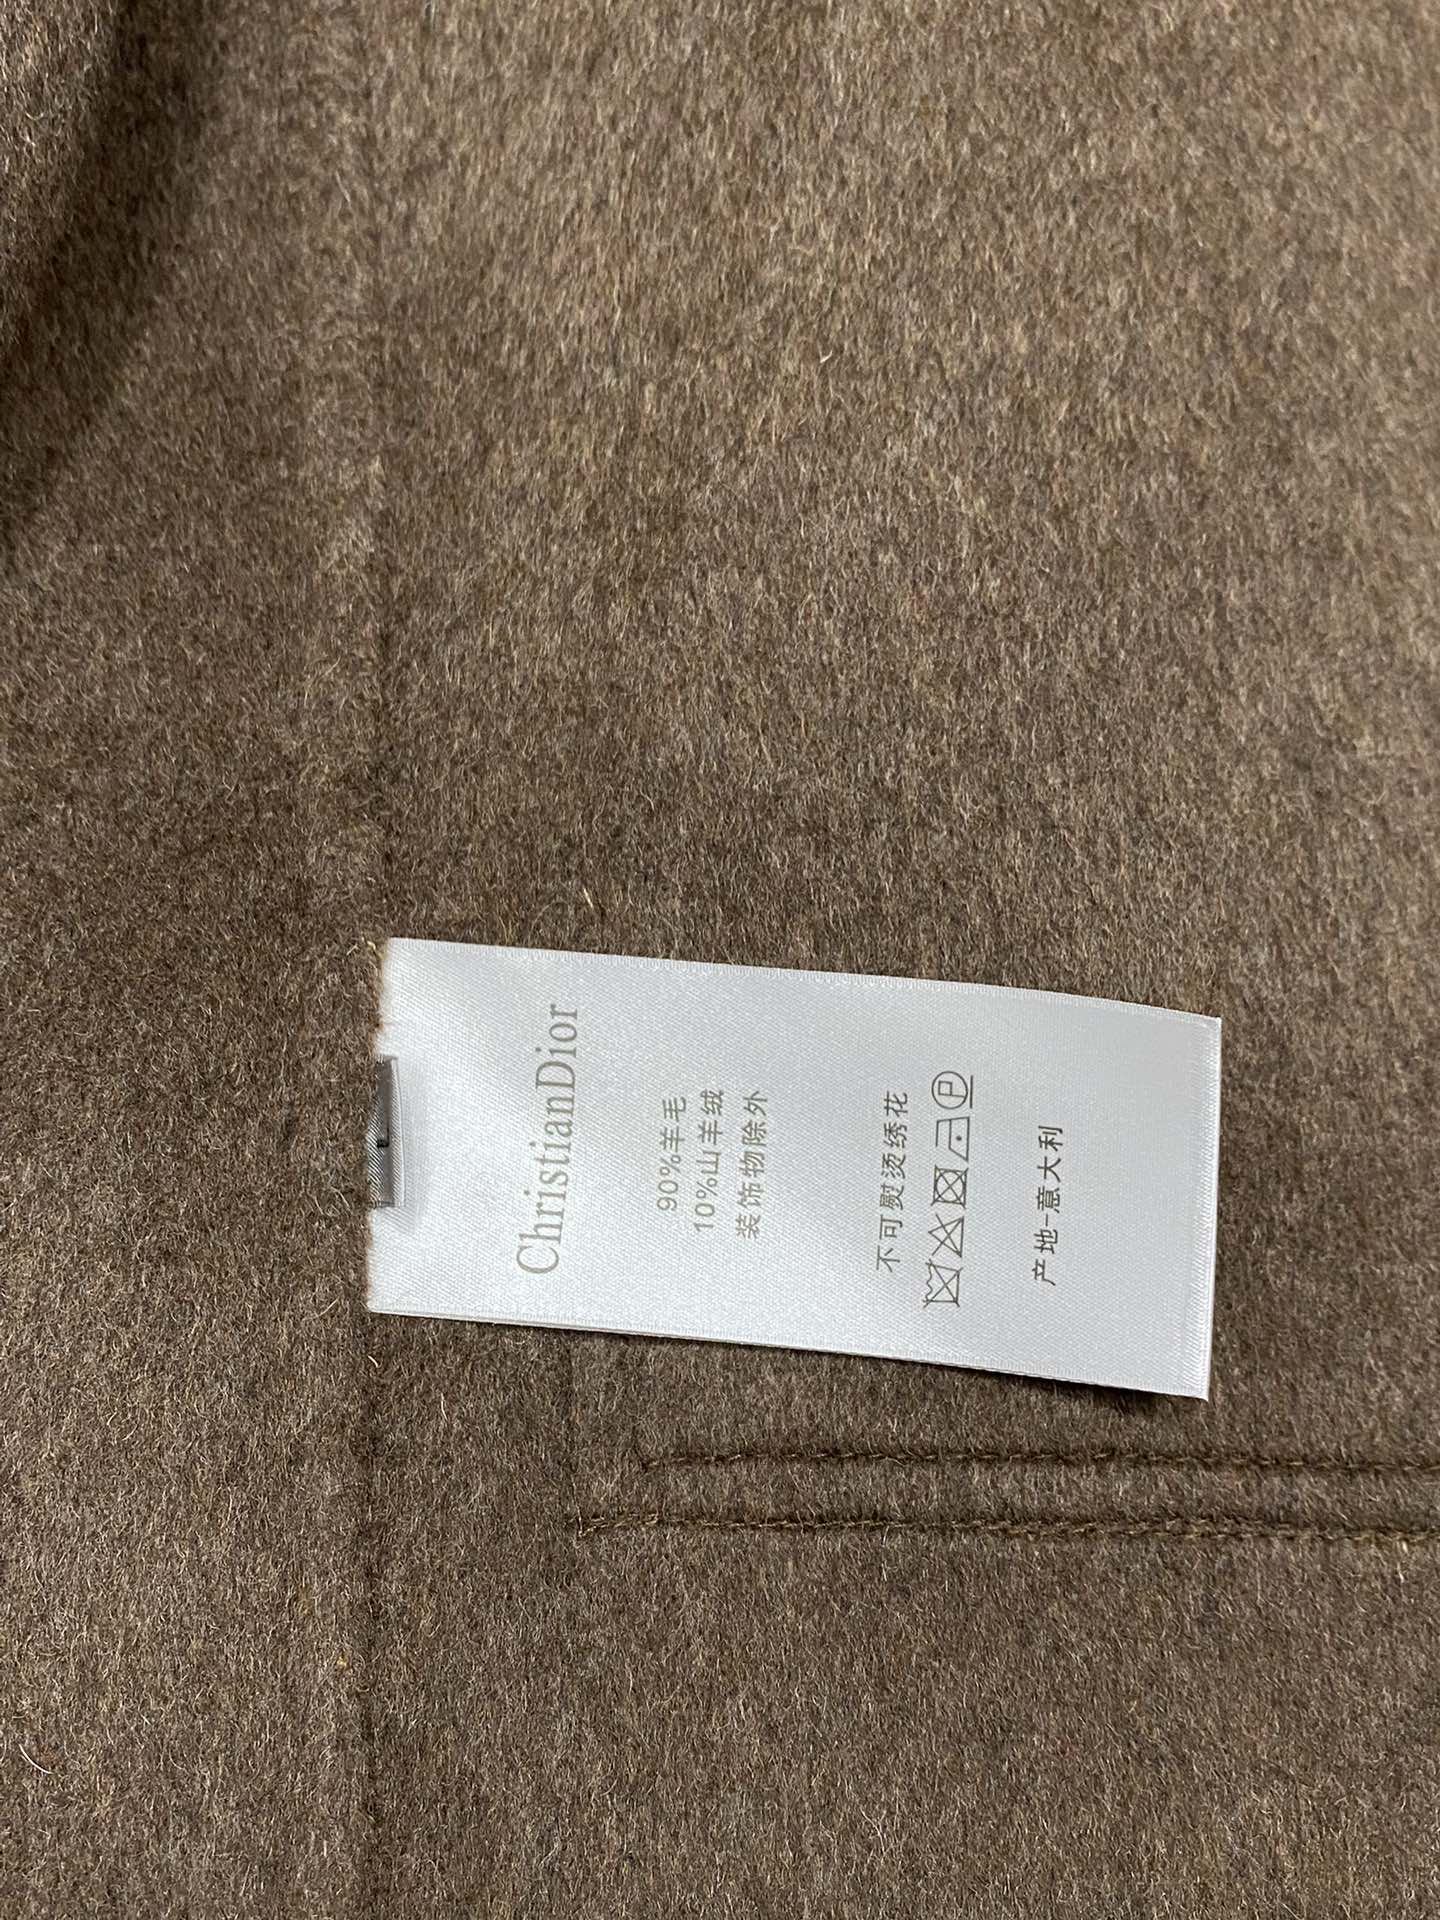 ChristianDior
90%羊毛
10%山羊绒
装饰物除外
不可熨烫绣花
P
产地-意大利